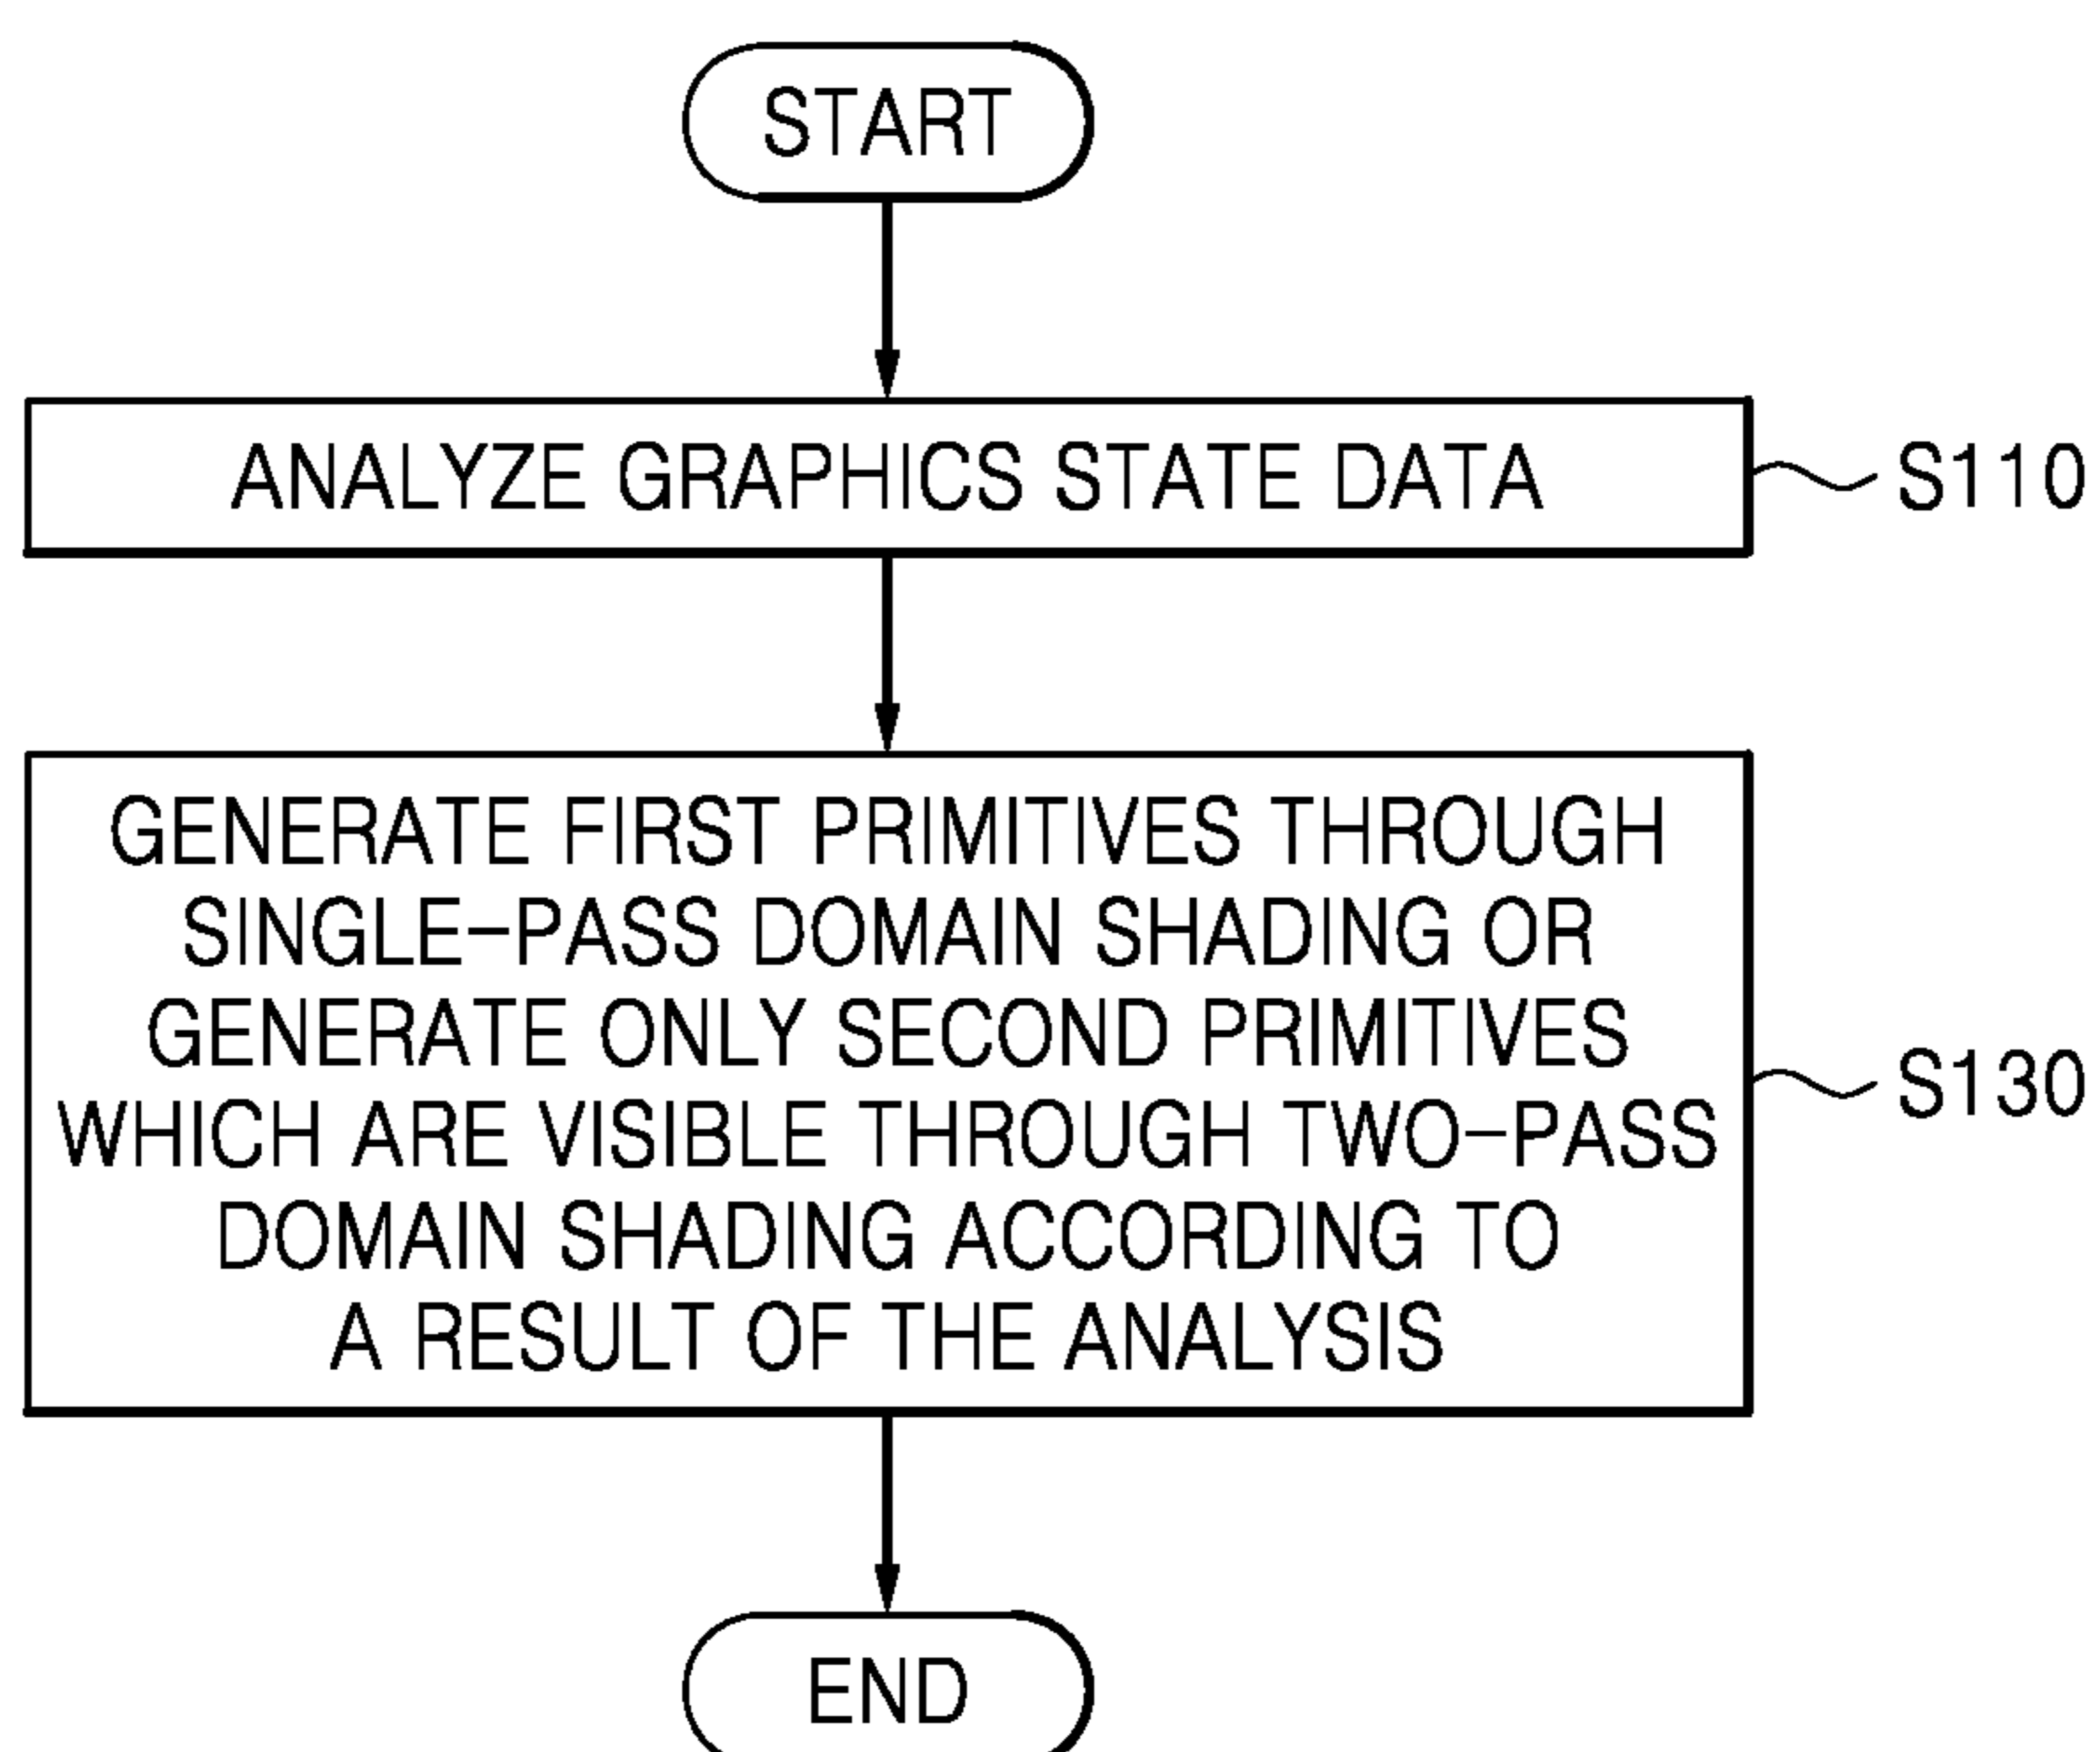 START
ANALYZE GRAPHICS STATE DATA
S110
GENERATE FIRST PRIMITIVES THROUGH
SINGLE-PASS DOMAIN SHADING OR
GENERATE ONLY SECOND PRIMITIVES
WHICH ARE VISIBLE THROUGH TWO-PASS
DOMAIN SHADING ACCORDING TO
A RESULT OF THE ANALYSIS
S130
END